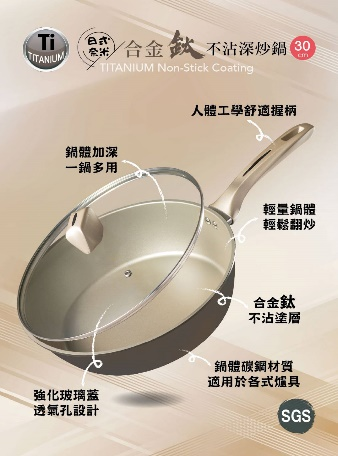 Ti
TITANIUM
日式
奈米
合金鈦不沾深炒鍋
30
cm
TITANIUM Non-Stick Coating
人體工學舒適握柄
鍋體加深
一鍋多用
輕量鍋體
輕鬆翻炒
合金鈦
不沾塗層
鍋體碳鋼材質
適用於各式爐具
強化玻璃蓋
透氣孔設計
SGS